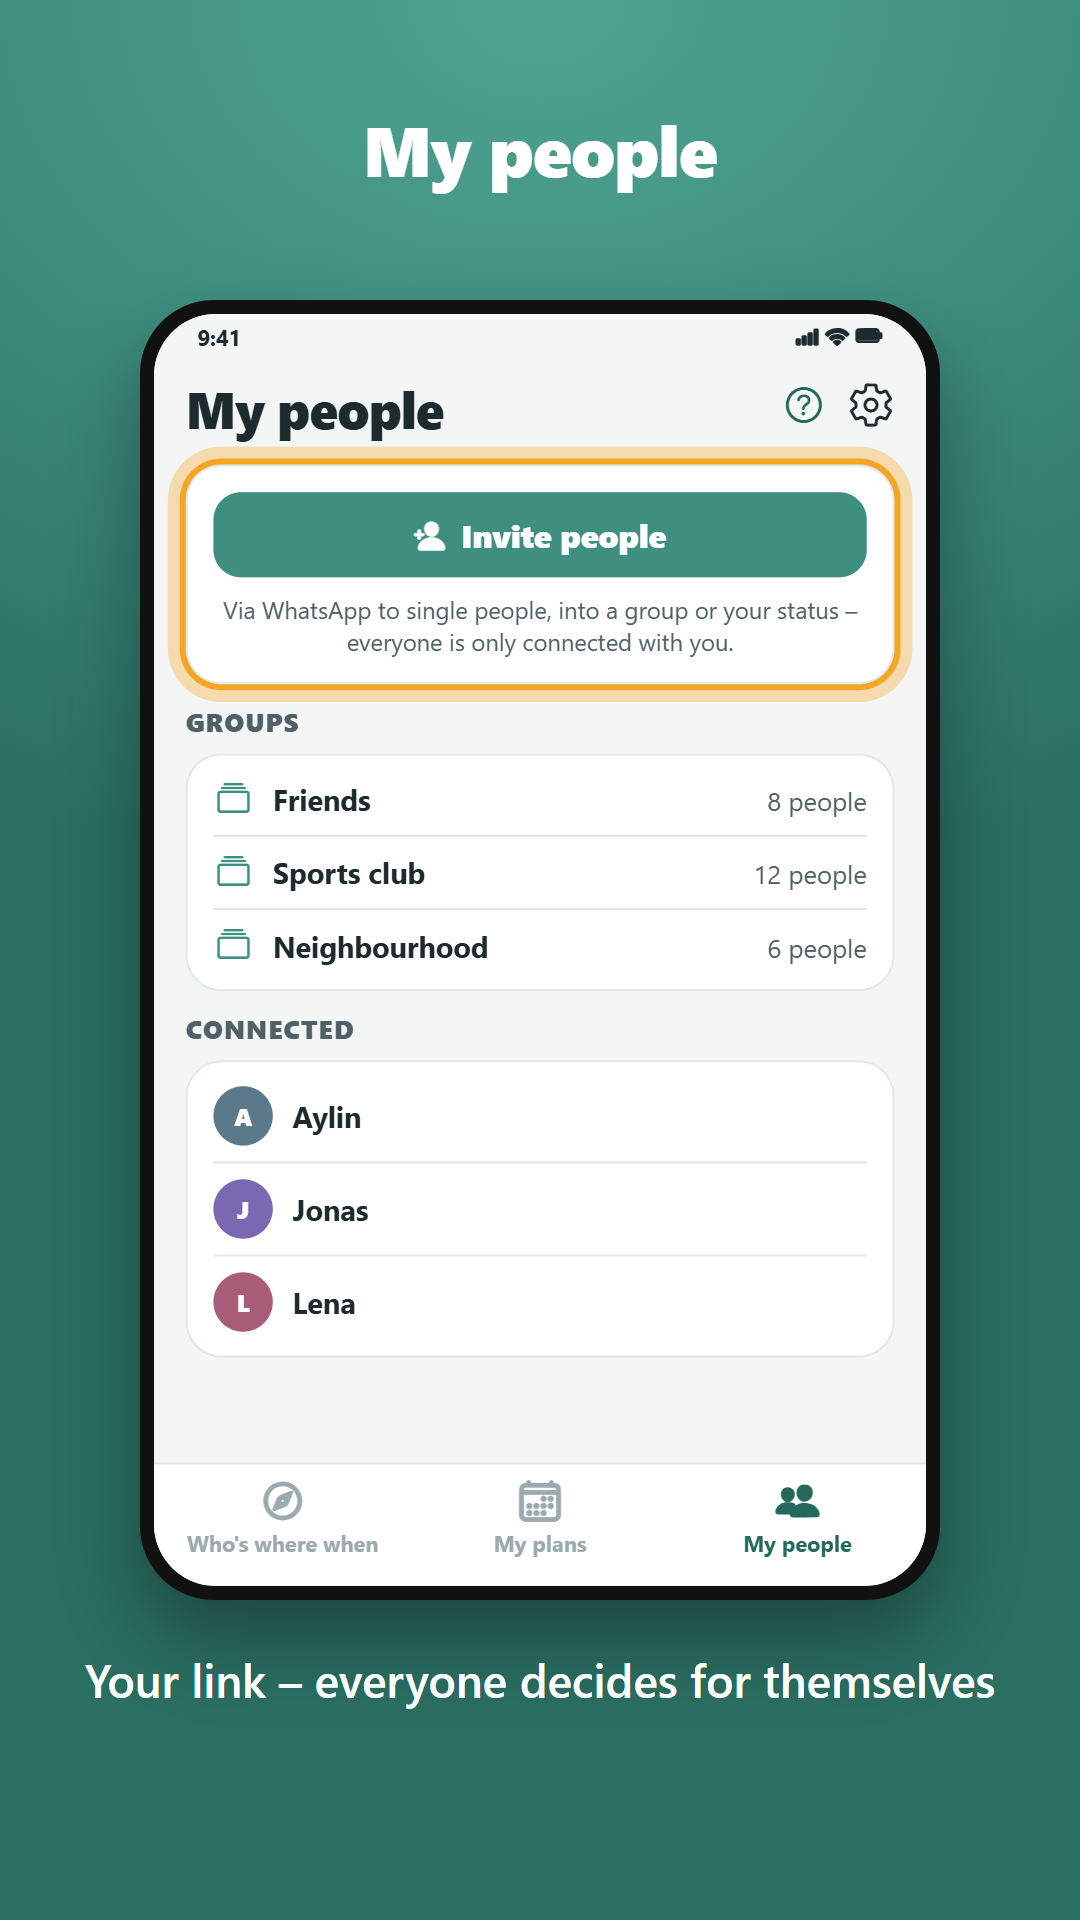 My people
9:41
My people
Invite people
Via WhatsApp to single people, into a group or your status –
everyone is only connected with you.
GROUPS
Friends 8 people
Sports club 12 people
Neighbourhood 6 people
CONNECTED
A Aylin
J Jonas
L Lena
Who's where when My plans My people
Your link – everyone decides for themselves